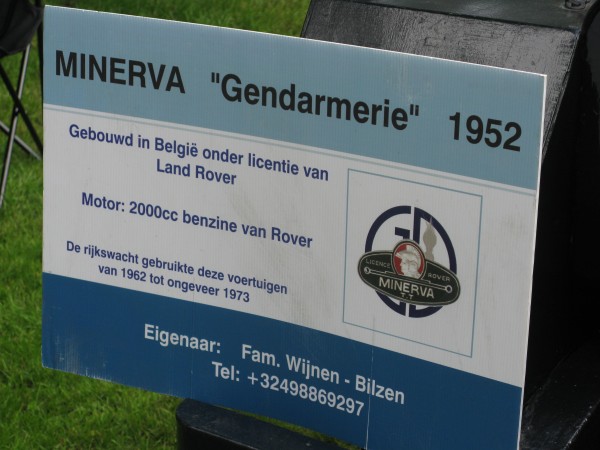 MINERVA "Gendarmerie" 1952
Gebouwd in België onder licentie van
Land Rover
Motor: 2000cc benzine van Rover
De rijkswacht gebruikte deze voertuigen
van 1962 tot ongeveer 1973
LICENCE ROVER
MINERVA
T.T
Eigenaar: Fam. Wijnen - Bilzen
Tel: +32498869297